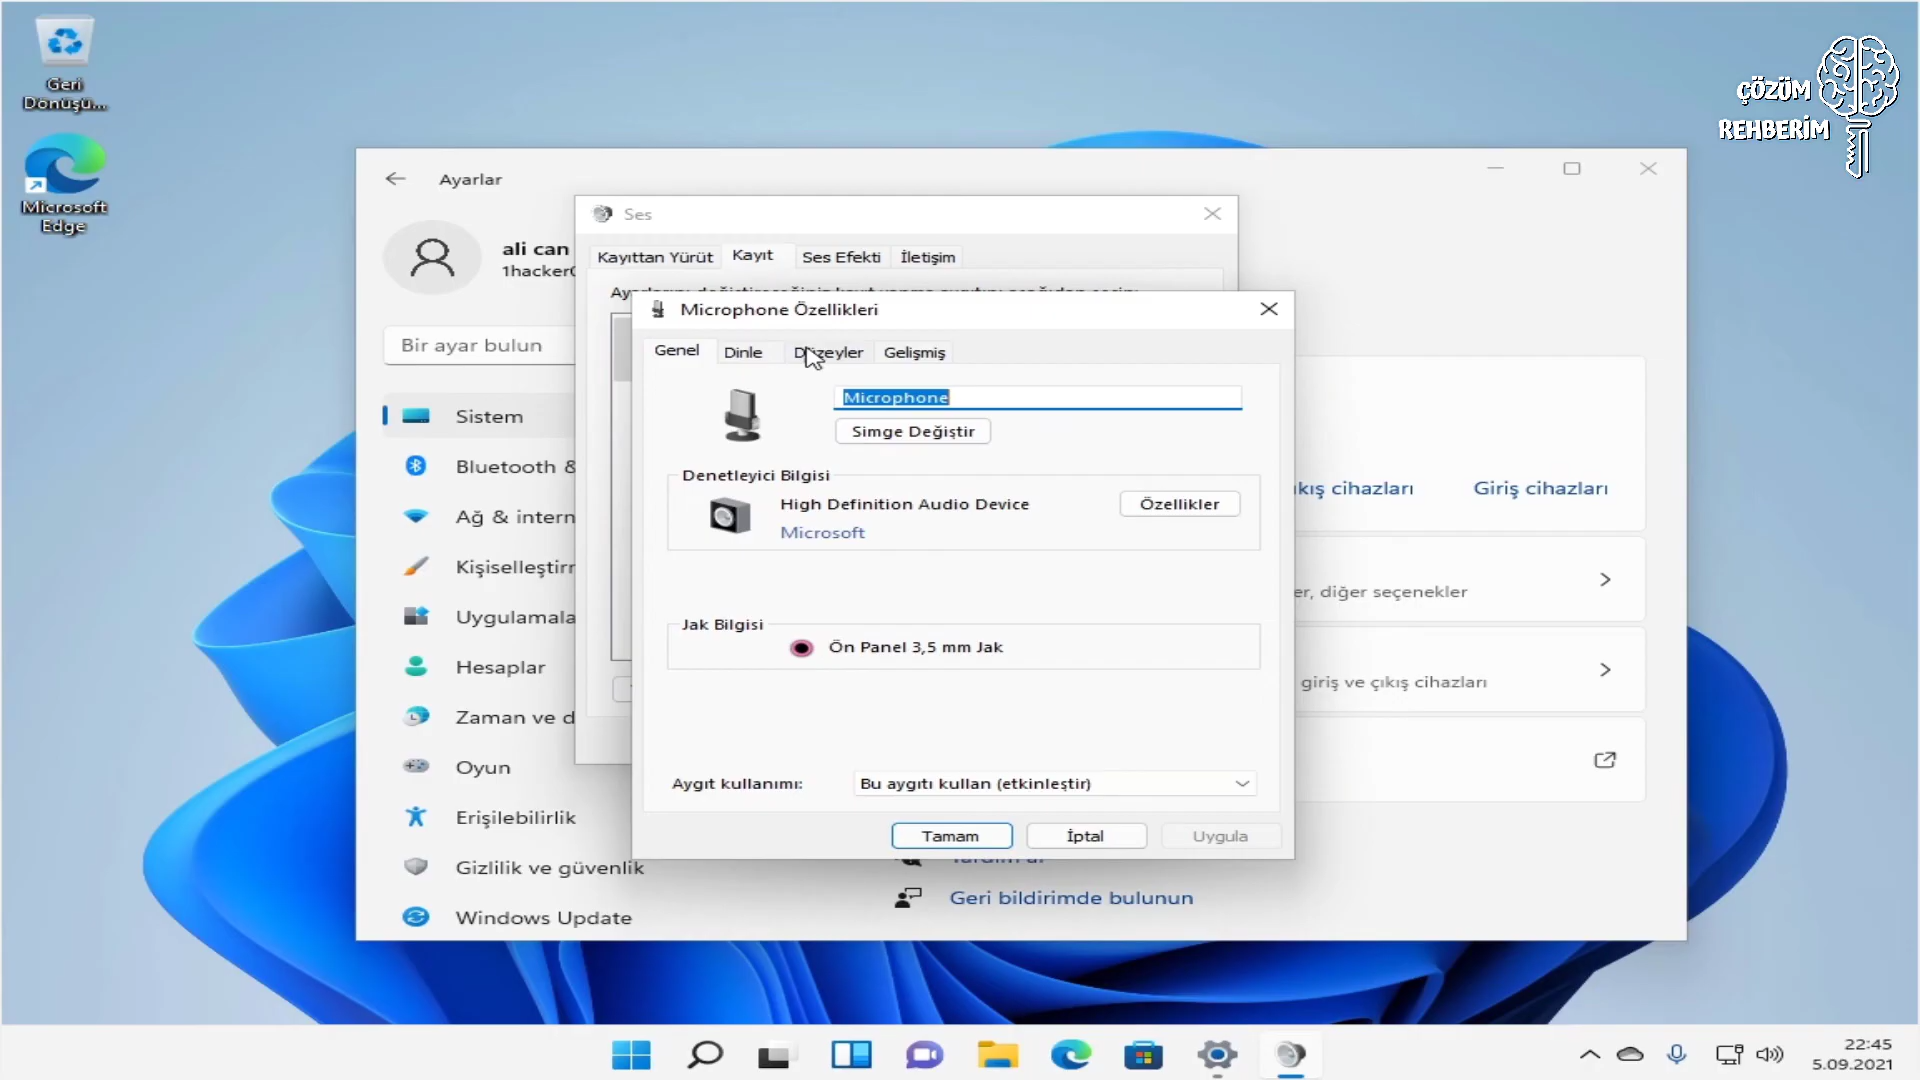 Geri
Dönüşü...
Microsoft
Edge
ÇÖZÜM
REHBERİM
Ayarlar
ali can
Bir ayar bulun
Sistem
Bluetooth &
Ağ & intern
Kişiselleştirr
Uygulamala
Hesaplar
Zaman ve d
Oyun
Erişilebilirlik
Gizlilik ve güvenlik
Windows Update
Ses
Kayıttan Yürüt Kayıt Ses Efekti İletişim
Microphone Özellikleri
Genel Dinle Düzeyler Gelişmiş
Microphone
Simge Değiştir
Denetleyici Bilgisi
High Definition Audio Device
Özellikler
Microsoft
Jak Bilgisi
Ön Panel 3,5 mm Jak
Aygıt kullanımı: Bu aygıtı kullan (etkinleştir)
Tamam İptal Uygula
kış cihazları Giriş cihazları
er, diğer seçenekler
giriş ve çıkış cihazları
Geri bildirimde bulunun
22:45
5.09.2021